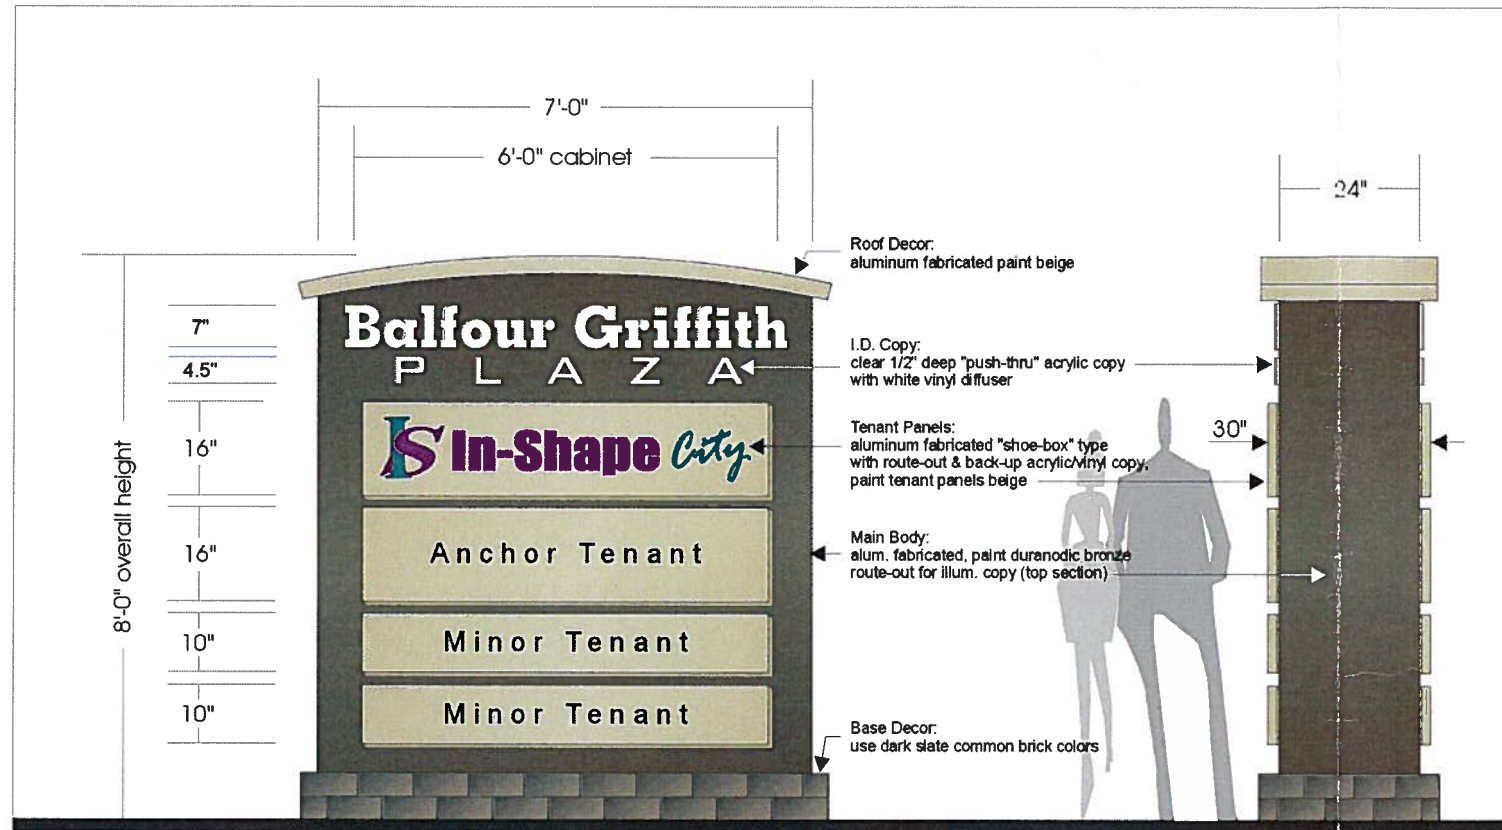 7'-0"
6'-0" cabinet
24"
8'-0" overall height
7"
4.5"
16"
16"
10"
10"
Balfour Griffith
PLAZA
IS In-Shape City
Anchor Tenant
Minor Tenant
Minor Tenant
Roof Decor:
aluminum fabricated paint beige
I.D. Copy:
clear 1/2" deep "push-thru" acrylic copy
with white vinyl diffuser
Tenant Panels:
aluminum fabricated "shoe-box" type
with route-out & back-up acrylic/vinyl copy,
paint tenant panels beige
Main Body:
alum. fabricated, paint duranodic bronze
route-out for illum. copy (top section)
Base Decor:
use dark slate common brick colors
30"